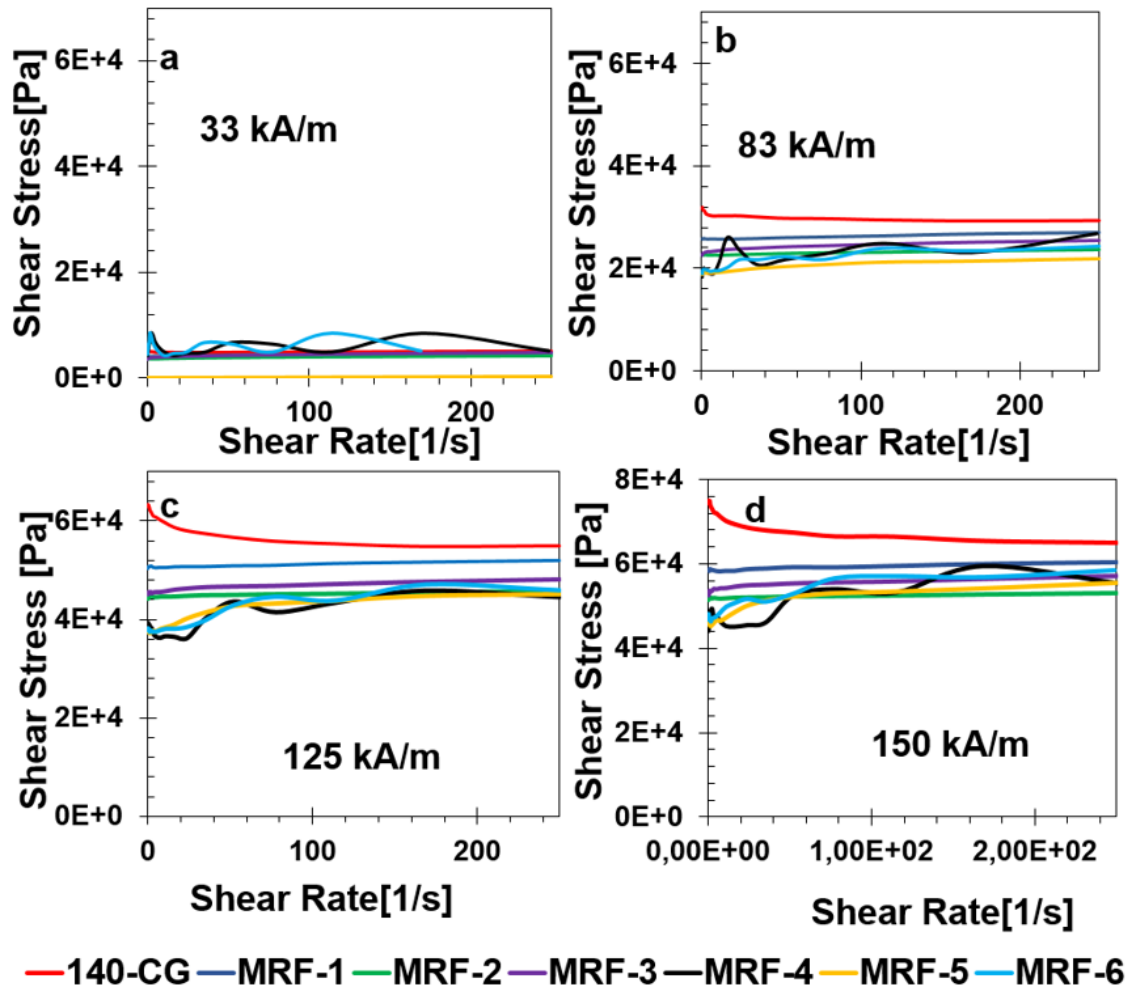 a
33 kA/m
Shear Stress[Pa]
6E+4
4E+4
2E+4
0E+0
0 100 200
Shear Rate[1/s]
b
83 kA/m
Shear Stress[Pa]
6E+4
4E+4
2E+4
0E+0
0 100 200
Shear Rate[1/s]
c
125 kA/m
Shear Stress [Pa]
6E+4
4E+4
2E+4
0E+0
0 100 200
Shear Rate[1/s]
d
150 kA/m
Shear Stress [Pa]
8E+4
6E+4
4E+4
2E+4
0E+0
0,00E+00 1,00E+02 2,00E+02
Shear Rate[1/s]
140-CG MRF-1 MRF-2 MRF-3 MRF-4 MRF-5 MRF-6